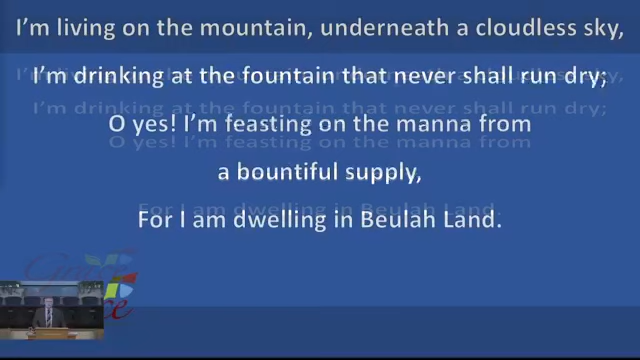 I'm living on the mountain, underneath a cloudless sky,
I'm drinking at the fountain that never shall run dry;
O yes! I'm feasting on the manna from
a bountiful supply,
For I am dwelling in Beulah Land.